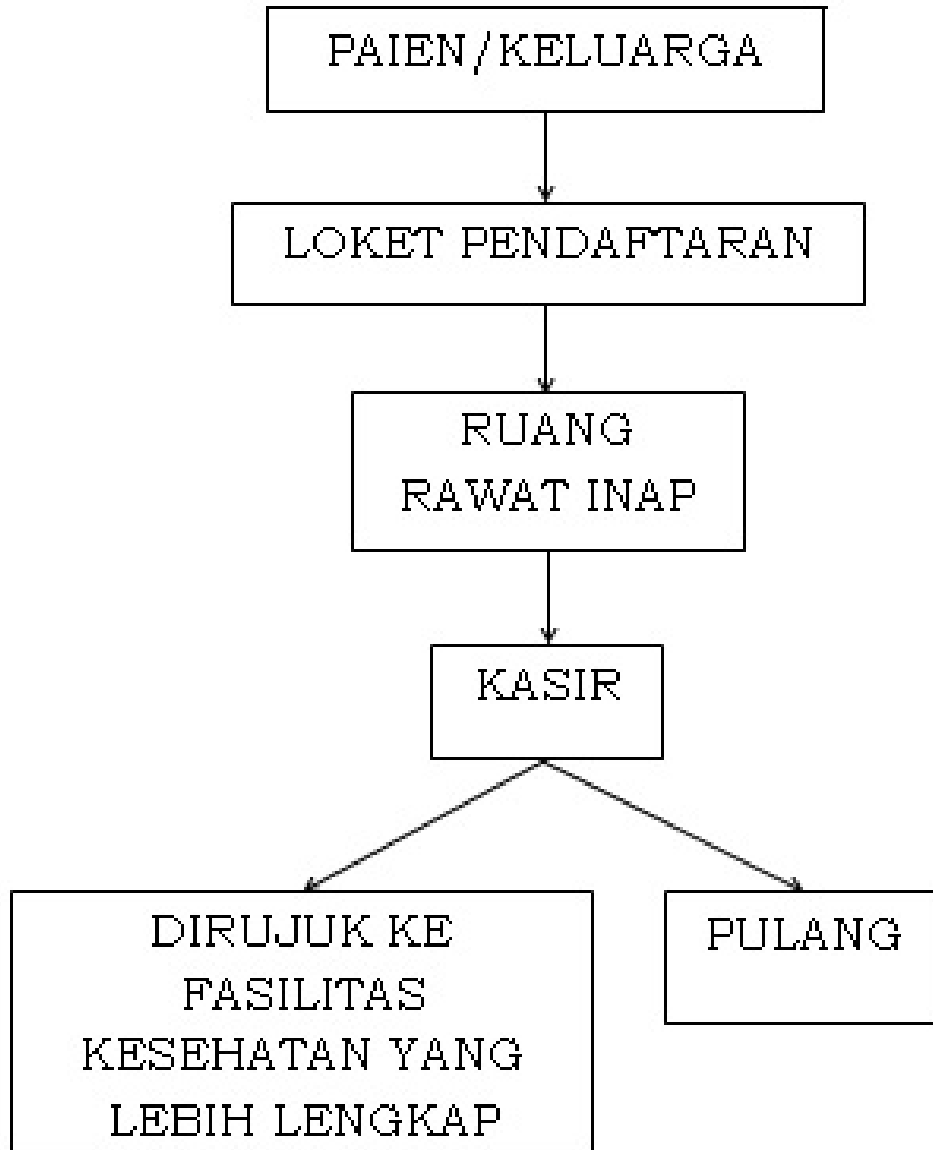 PAIEN/KELUARGA
LOKET PENDAFTARAN
RUANG
RAWAT INAP
KASIR
DIRUJUK KE
FASILITAS
KESEHATAN YANG
LEBIH LENGKAP
PULANG